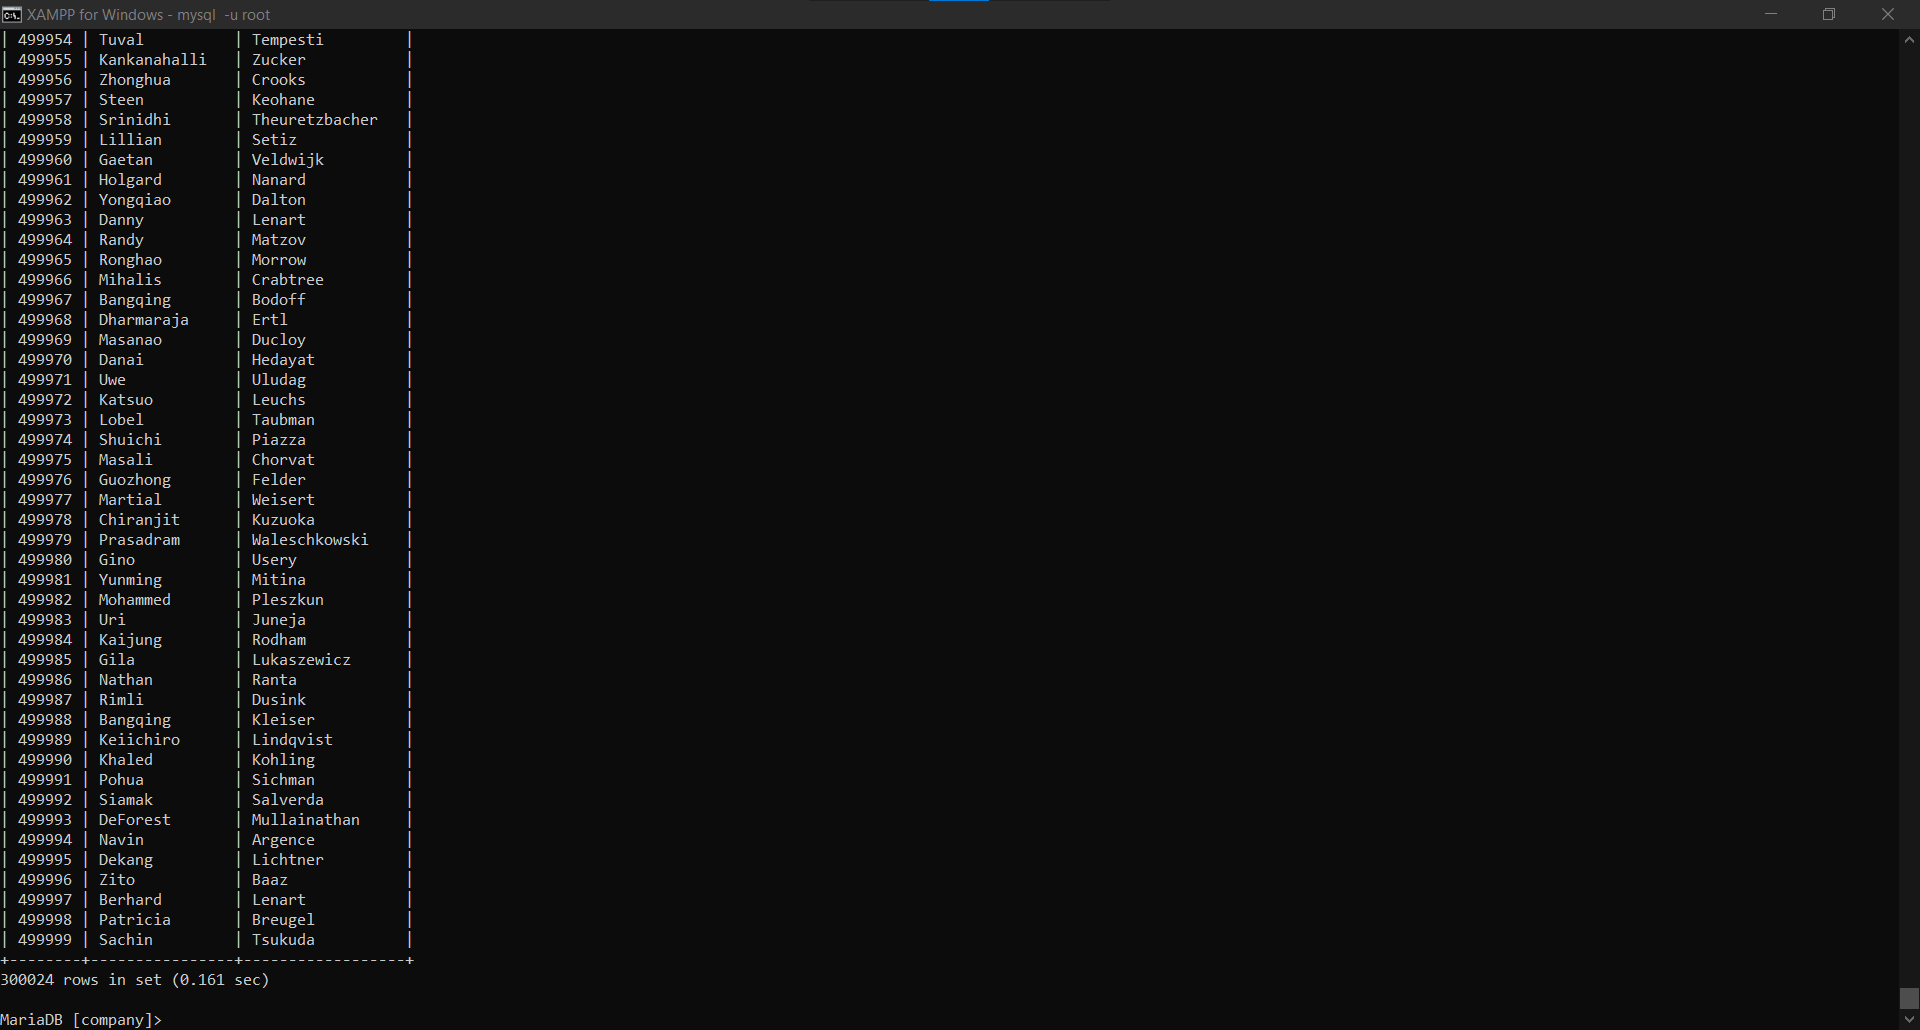 XAMPP for Windows - mysql -u root
| 499954 | Tuval          | Tempesti         |
| 499955 | Kankanahalli   | Zucker           |
| 499956 | Zhonghua       | Crooks           |
| 499957 | Steen          | Keohane          |
| 499958 | Srinidhi       | Theuretzbacher   |
| 499959 | Lillian        | Setiz            |
| 499960 | Gaetan         | Veldwijk         |
| 499961 | Holgard        | Nanard           |
| 499962 | Yongqiao       | Dalton           |
| 499963 | Danny          | Lenart           |
| 499964 | Randy          | Matzov           |
| 499965 | Ronghao        | Morrow           |
| 499966 | Mihalis        | Crabtree         |
| 499967 | Bangqing       | Bodoff           |
| 499968 | Dharmaraja     | Ertl             |
| 499969 | Masanao        | Ducloy           |
| 499970 | Danai          | Hedayat          |
| 499971 | Uwe            | Uludag           |
| 499972 | Katsuo         | Leuchs           |
| 499973 | Lobel          | Taubman          |
| 499974 | Shuichi        | Piazza           |
| 499975 | Masali         | Chorvat          |
| 499976 | Guozhong       | Felder           |
| 499977 | Martial        | Weisert          |
| 499978 | Chiranjit      | Kuzuoka          |
| 499979 | Prasadram      | Waleschkowski    |
| 499980 | Gino           | Usery            |
| 499981 | Yunming        | Mitina           |
| 499982 | Mohammed       | Pleszkun         |
| 499983 | Uri            | Juneja           |
| 499984 | Kaijung        | Rodham           |
| 499985 | Gila           | Lukaszewicz      |
| 499986 | Nathan         | Ranta            |
| 499987 | Rimli          | Dusink           |
| 499988 | Bangqing       | Kleiser          |
| 499989 | Keiichiro      | Lindqvist        |
| 499990 | Khaled         | Kohling          |
| 499991 | Pohua          | Sichman          |
| 499992 | Siamak         | Salverda         |
| 499993 | DeForest       | Mullainathan     |
| 499994 | Navin          | Argence          |
| 499995 | Dekang         | Lichtner         |
| 499996 | Zito           | Baaz             |
| 499997 | Berhard        | Lenart           |
| 499998 | Patricia       | Breugel          |
| 499999 | Sachin         | Tsukuda          |
+--------+----------------+------------------+
300024 rows in set (0.161 sec)
MariaDB [company]>